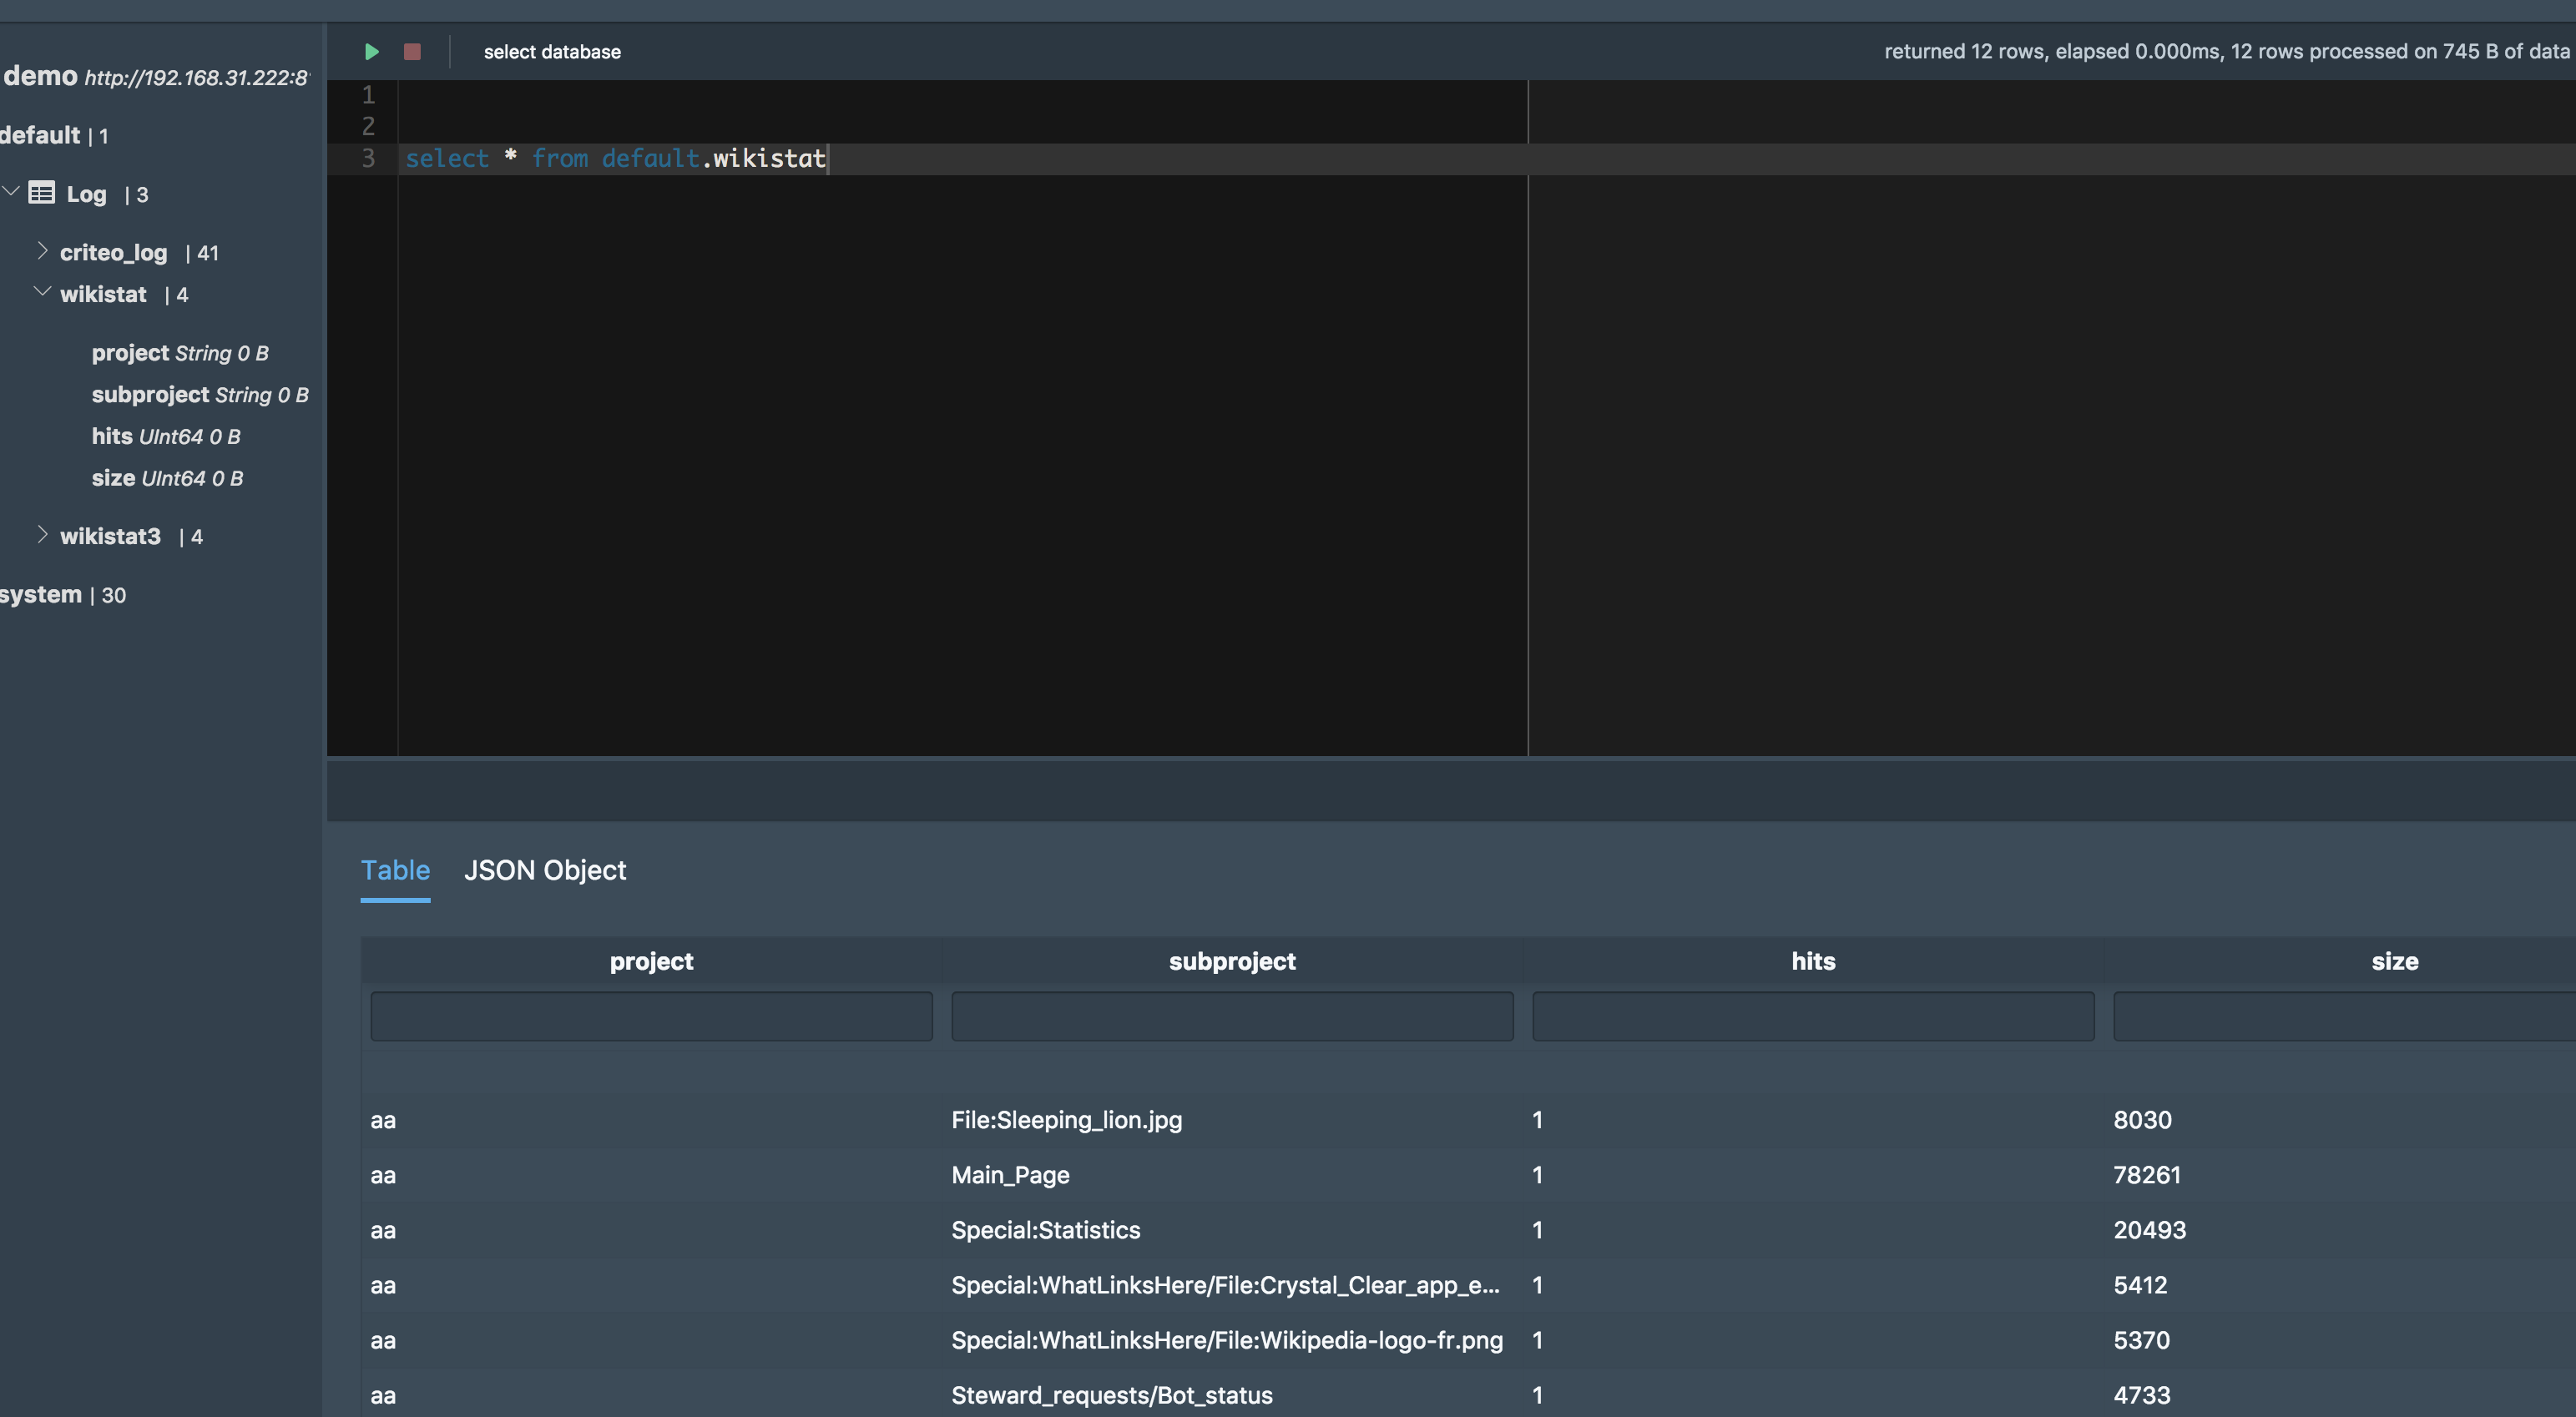 demo http://192.168.31.222:8
default | 1
Log | 3
criteo_log | 41
wikistat | 4
project String 0 B
subproject String 0 B
hits UInt64 0 B
size UInt64 0 B
wikistat3 | 4
system | 30
select database
returned 12 rows, elapsed 0.000ms, 12 rows processed on 745 B of data
1
2
3 select * from default.wikistat
Table JSON Object
project subproject hits size
aa File:Sleeping_lion.jpg 1 8030
aa Main_Page 1 78261
aa Special:Statistics 1 20493
aa Special:WhatLinksHere/File:Crystal_Clear_app_e... 1 5412
aa Special:WhatLinksHere/File:Wikipedia-logo-fr.png 1 5370
aa Steward_requests/Bot_status 1 4733